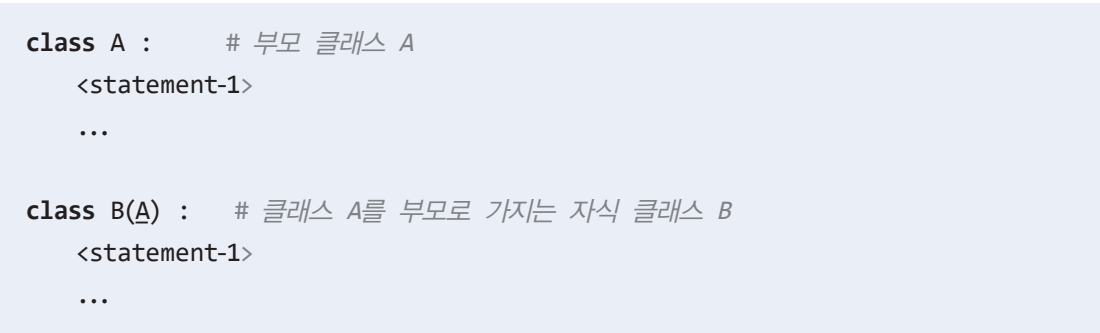 class A :     # 부모 클래스 A
    <statement-1>
    ...
class B(A) :   # 클래스 A를 부모로 가지는 자식 클래스 B
    <statement-1>
    ...